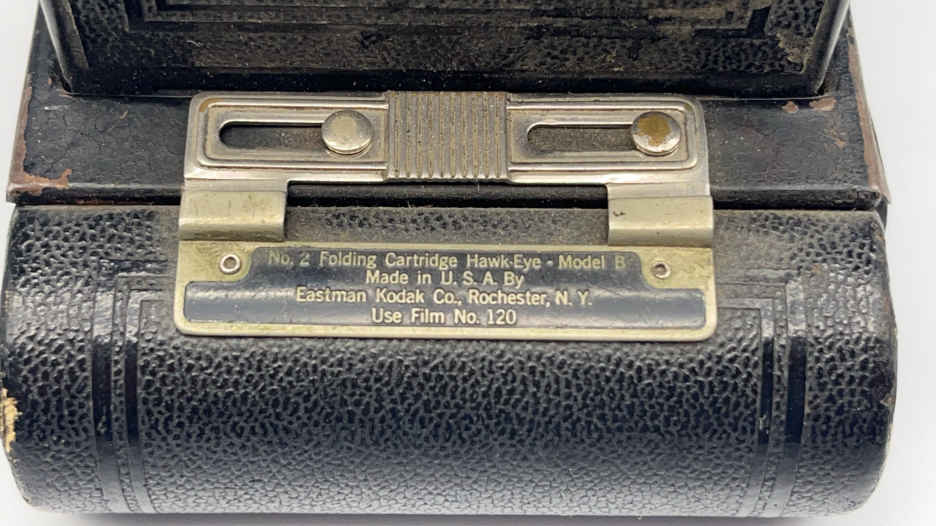 No. 2 Folding Cartridge Hawk-Eye - Model B
Made in U. S. A. By
Eastman Kodak Co., Rochester, N. Y.
Use Film No. 120